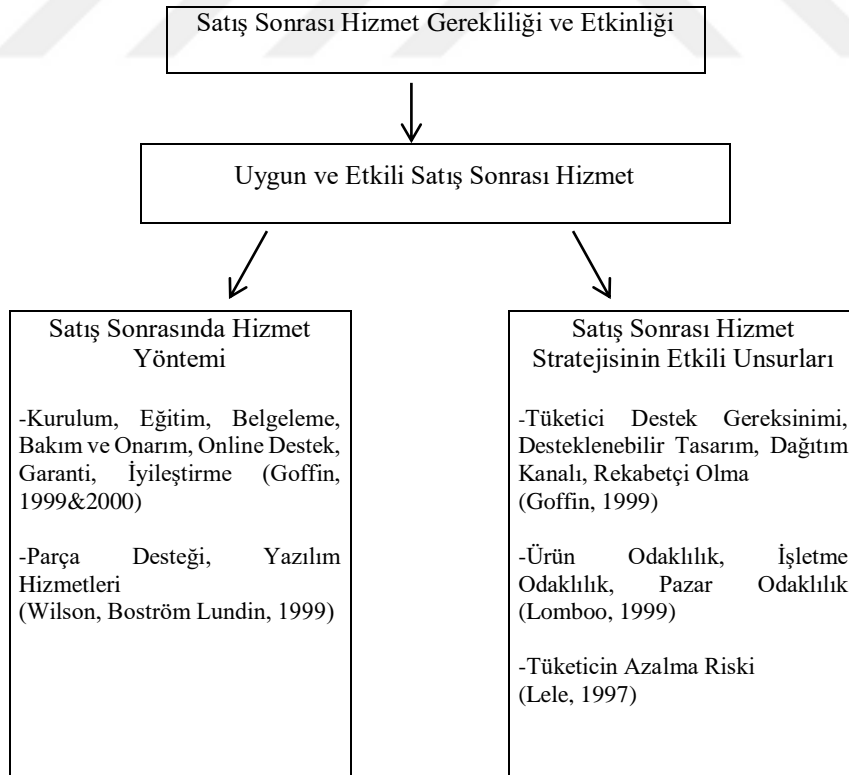 Satış Sonrası Hizmet Gerekliliği ve Etkinliği
Uygun ve Etkili Satış Sonrası Hizmet
Satış Sonrasında Hizmet
Yöntemi
-Kurulum, Eğitim, Belgeleme,
Bakım ve Onarım, Online Destek,
Garanti, İyileştirme (Goffin,
1999&2000)
-Parça Desteği, Yazılım
Hizmetleri
(Wilson, Boström Lundin, 1999)
Satış Sonrası Hizmet
Stratejisinin Etkili Unsurları
-Tüketici Destek Gereksinimi,
Desteklenebilir Tasarım, Dağıtım
Kanalı, Rekabetçi Olma
(Goffin, 1999)
-Ürün Odaklılık, İşletme
Odaklılık, Pazar Odaklılık
(Lomboo, 1999)
-Tüketicin Azalma Riski
(Lele, 1997)